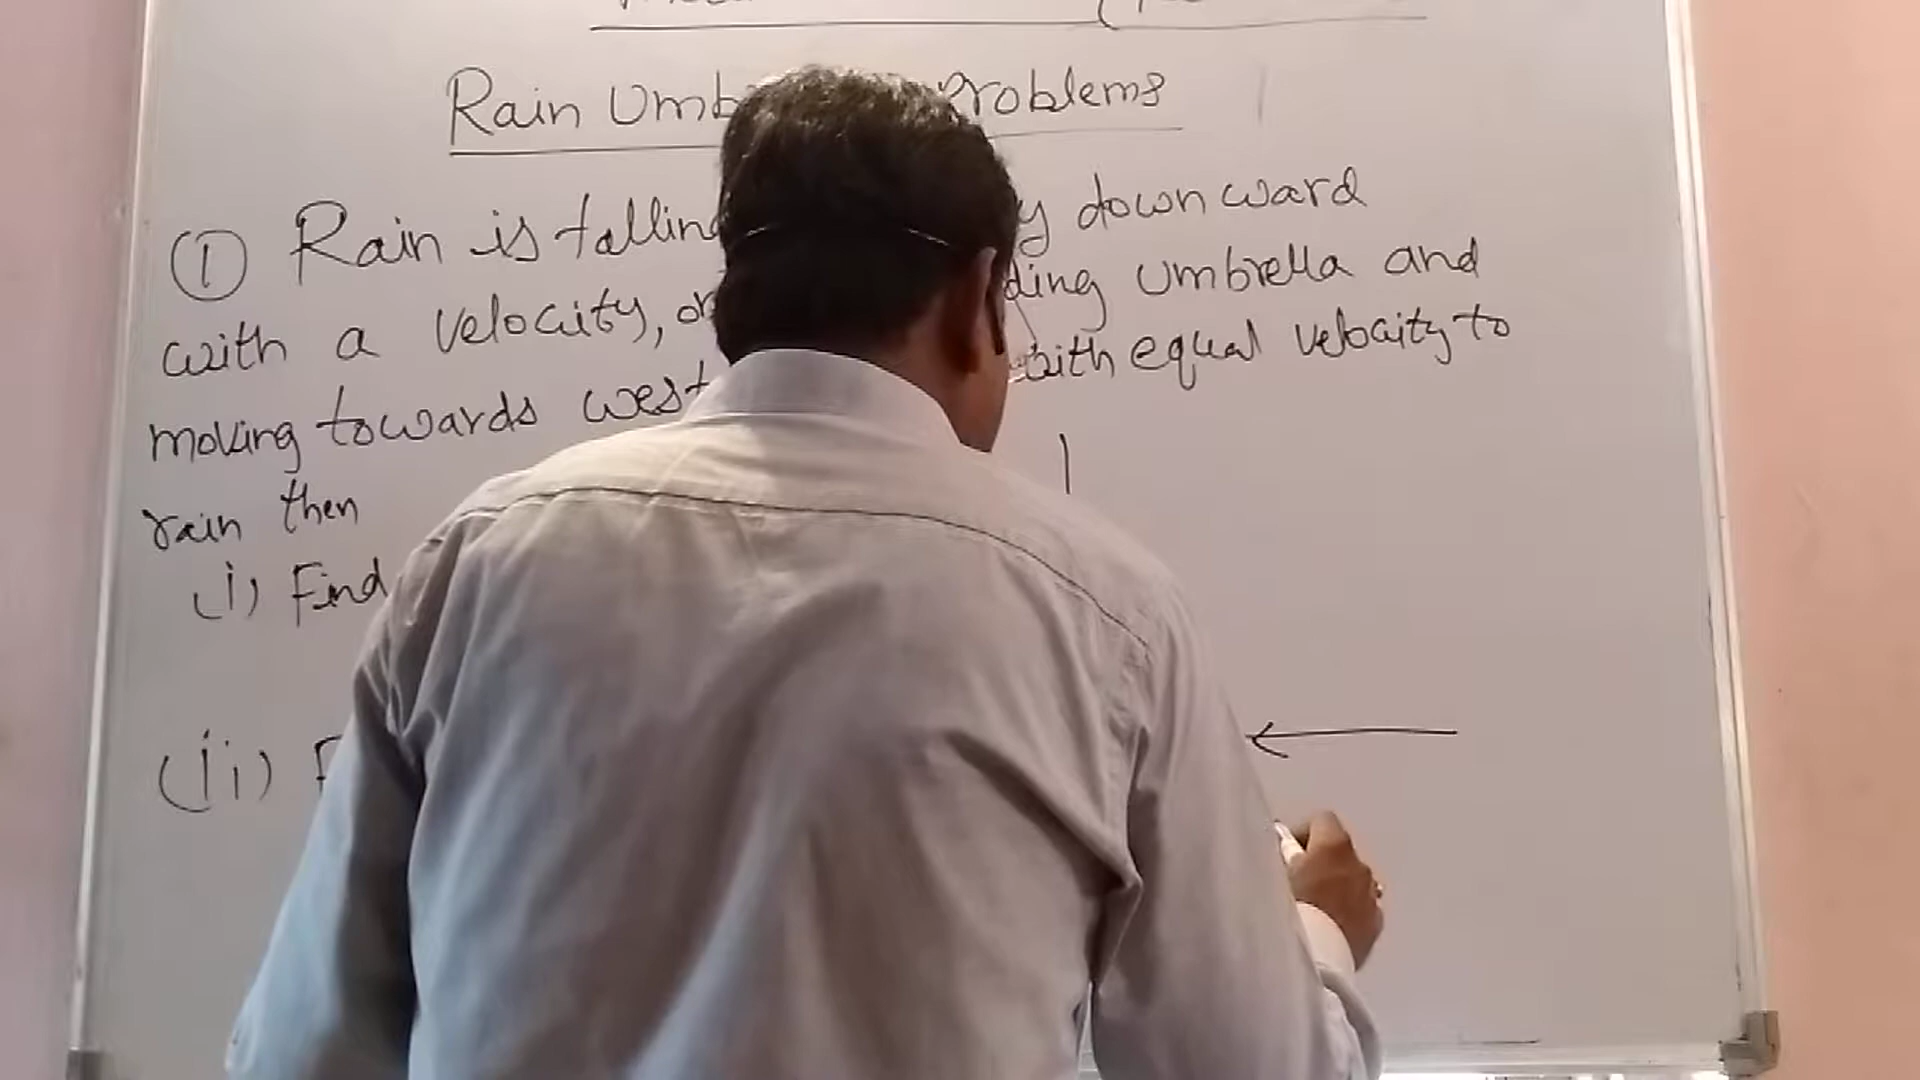 Rain Umb Problems
① Rain is falling y downward
with a velocity, ding umbrella and
moving towards west with equal velocity to
rain then
(i) Find
(ii) F